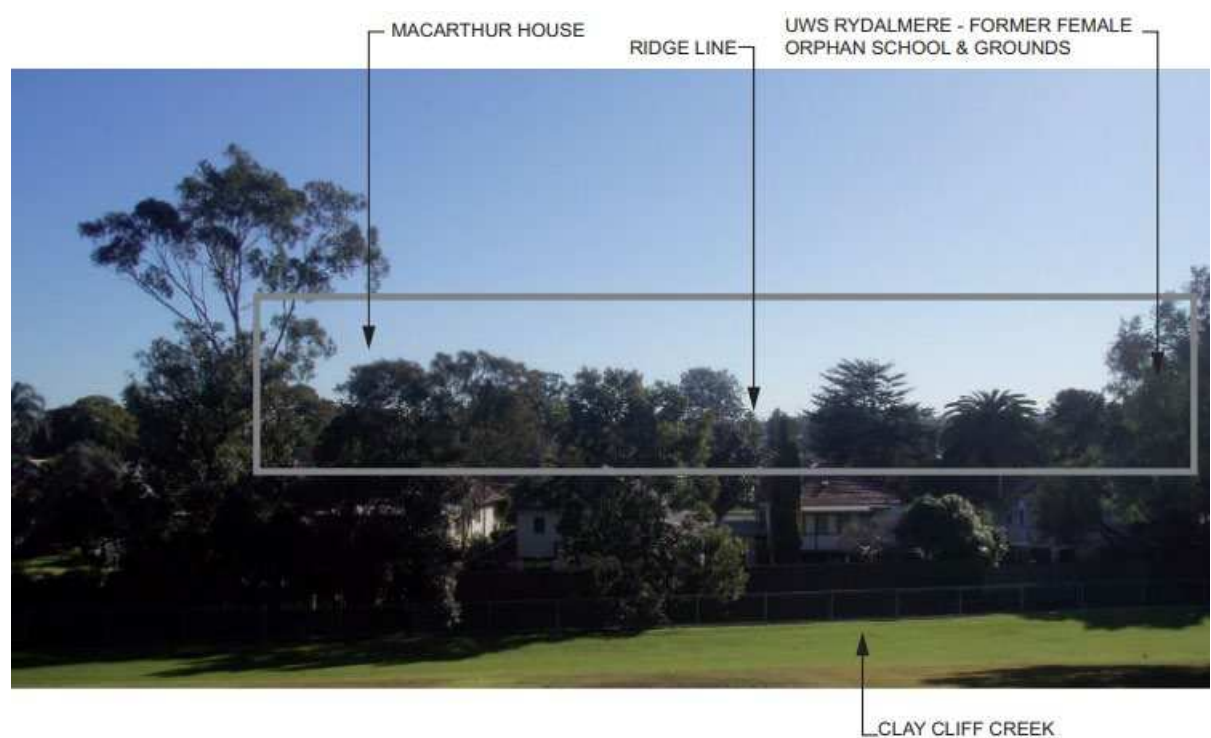 MACARTHUR HOUSE
RIDGE LINE
UWS RYDALMERE - FORMER FEMALE
ORPHAN SCHOOL & GROUNDS
CLAY CLIFF CREEK